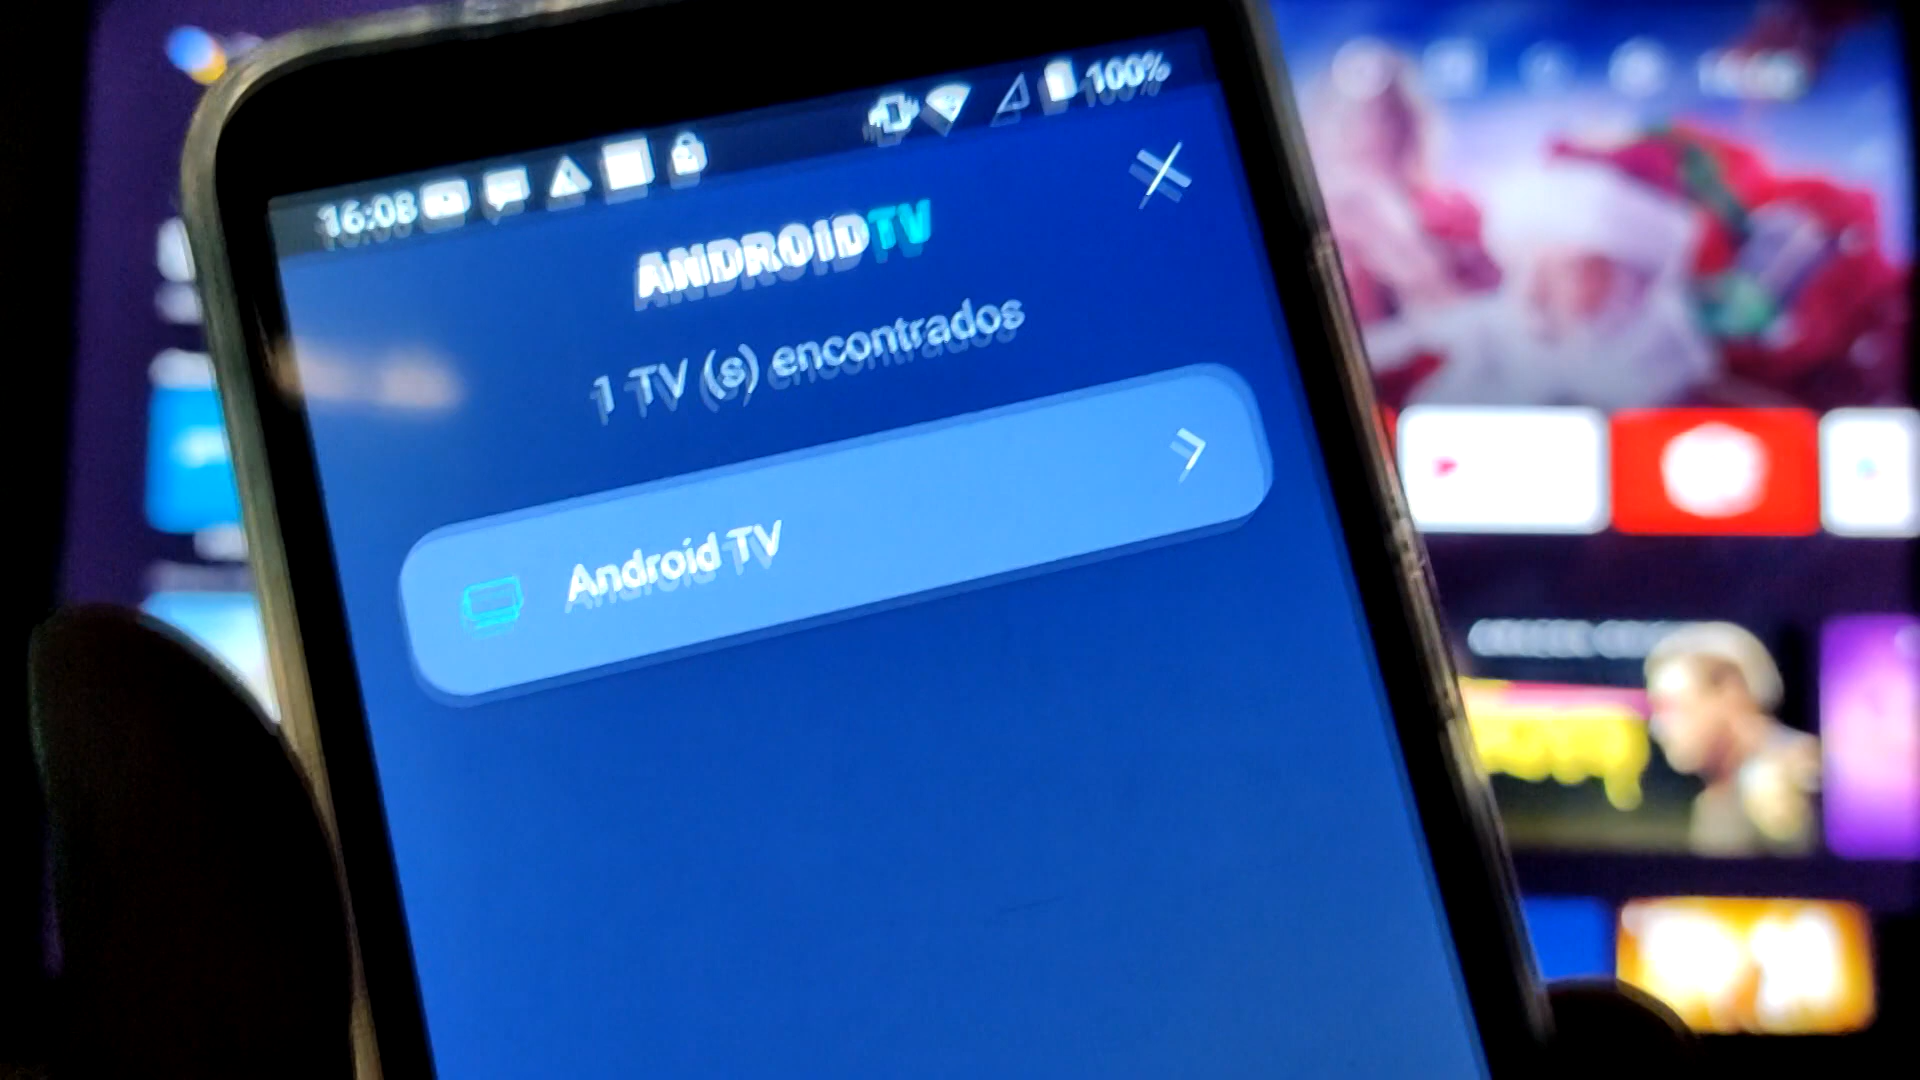 16:08
100%
ANDROIDTV
1 TV (s) encontrados
Android TV